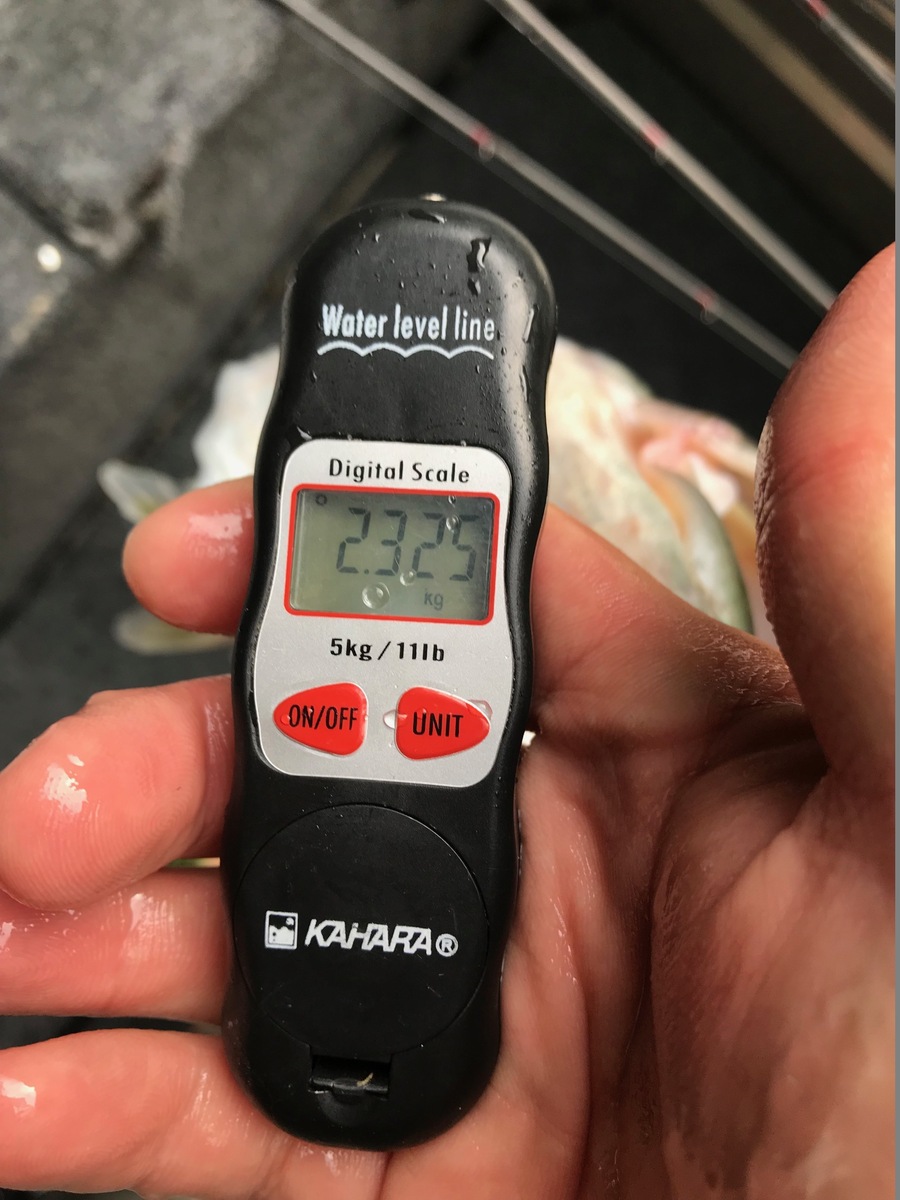 Water level line
Digital Scale
2.325
kg
5kg/11lb
ON/OFF
UNIT
KAHARA®